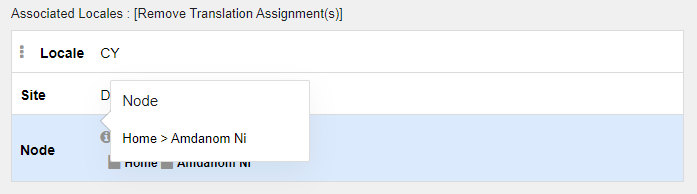 Associated Locales : [Remove Translation Assignment(s)]
Locale CY
Site D
Node
Home > Amdanom Ni
Node
Home Amdanom Ni